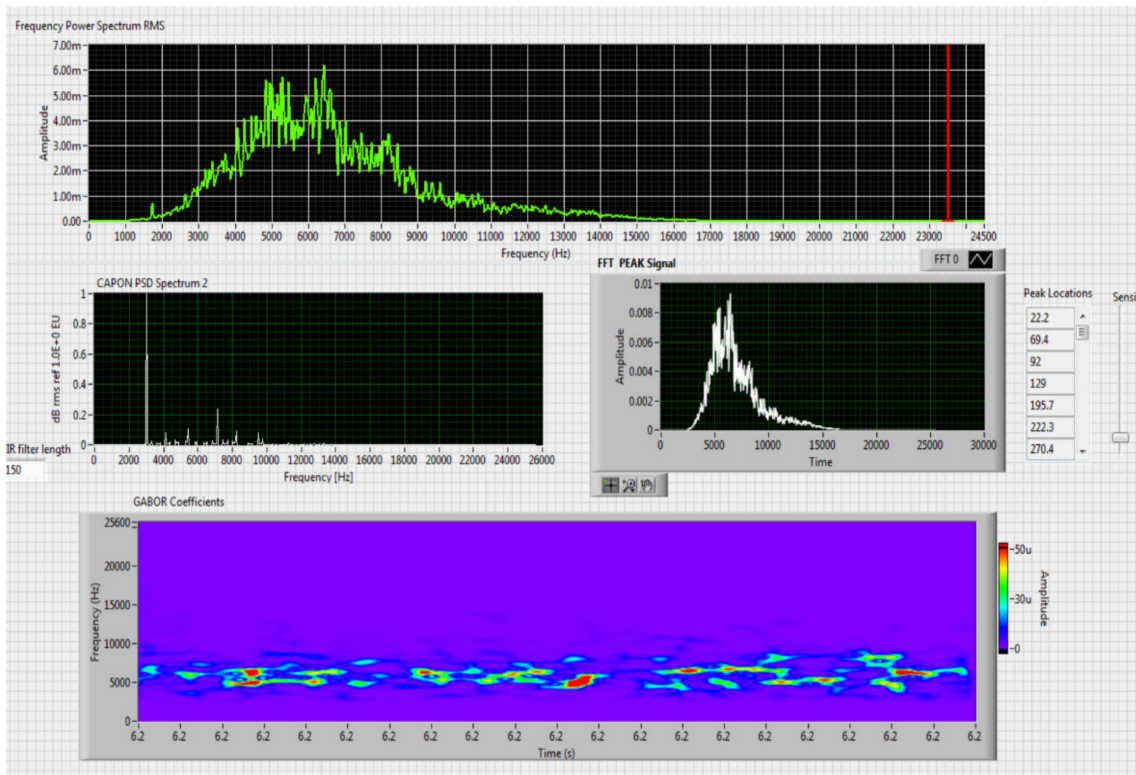 Frequency Power Spectrum RMS
7.00m
6.00m
5.00m
4.00m
3.00m
2.00m
1.00m
0.00
Amplitude
0 1000 2000 3000 4000 5000 6000 7000 8000 9000 10000 11000 12000 13000 14000 15000 16000 17000 18000 19000 20000 21000 22000 24500
Frequency (Hz)
FFT 0
CAPON PSD Spectrum 2
1
0.8
0.6
0.4
0.2
0
dB rms ref 1.0E+0 EU
0 2000 4000 6000 8000 10000 12000 14000 16000 18000 20000 22000 24000 26000
Frequency [Hz]
IR filter length
150
FFT PEAK Signal
0.01
0.008
0.006
0.004
0.002
0
Amplitude
0 5000 10000 15000 20000 25000 30000
Time
Peak Locations
22.2
69.4
92
129
195.7
222.3
270.4
Sensi
GABOR Coefficients
25600
20000
15000
10000
5000
0
Frequency (Hz)
6.2 6.2 6.2 6.2 6.2 6.2 6.2 6.2 6.2 6.2 6.2 6.2 6.2 6.2 6.2 6.2 6.2 6.2 6.2 6.2 6.2
Time (s)
50u
30u
0
Amplitude